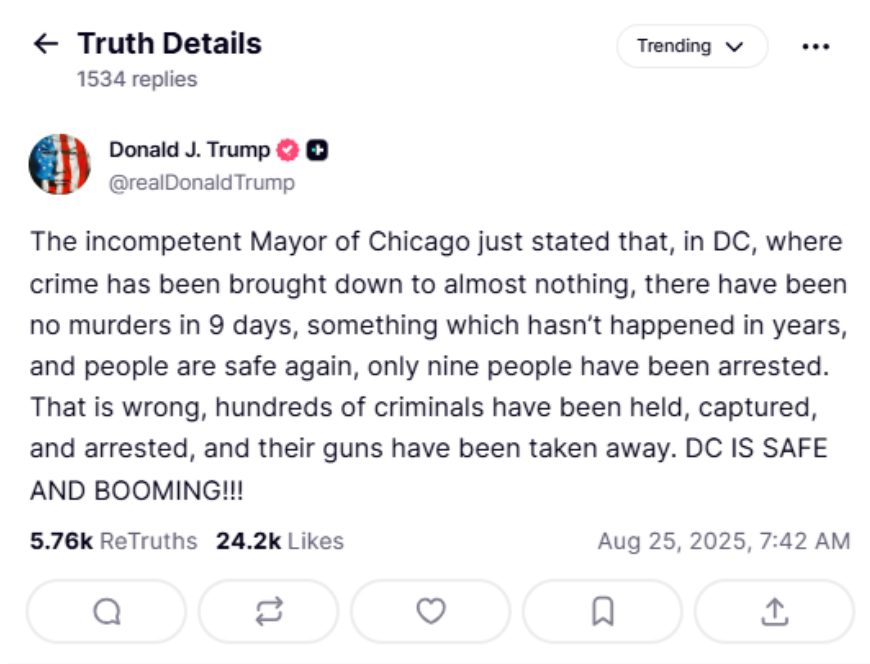 Truth Details
Trending
1534 replies
Donald J. Trump
@realDonaldTrump
The incompetent Mayor of Chicago just stated that, in DC, where
crime has been brought down to almost nothing, there have been
no murders in 9 days, something which hasn’t happened in years,
and people are safe again, only nine people have been arrested.
That is wrong, hundreds of criminals have been held, captured,
and arrested, and their guns have been taken away. DC IS SAFE
AND BOOMING!!!
5.76k ReTruths 24.2k Likes Aug 25, 2025, 7:42 AM